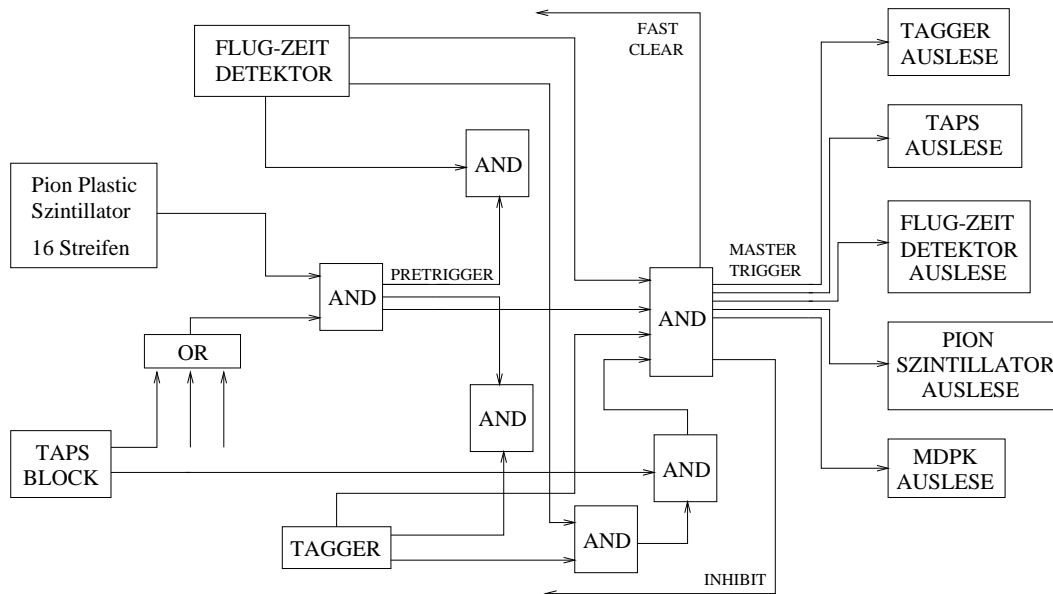 FLUG-ZEIT
DETEKTOR
FAST
CLEAR
TAGGER
AUSLESE
TAPS
AUSLESE
AND
Pion Plastic
Szintillator
16 Streifen
FLUG-ZEIT
DETEKTOR
AUSLESE
PRETRIGGER
MASTER
TRIGGER
AND
AND
OR
PION
SZINTILLATOR
AUSLESE
AND
TAPS
BLOCK
AND
MDPK
AUSLESE
TAGGER
AND
INHIBIT